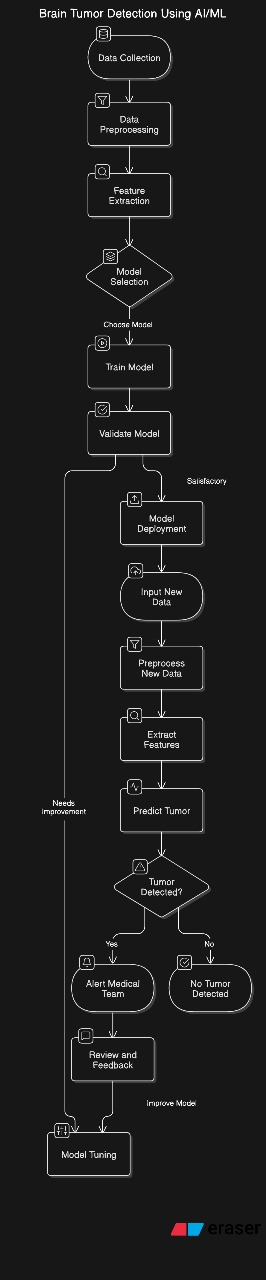 Brain Tumor Detection Using AI/ML
Data Collection
Data
Preprocessing
Feature
Extraction
Model
Selection
Choose Model
Train Model
Validate Model
Satisfactory
Model
Deployment
Input New
Data
Preprocess
New Data
Extract
Features
Needs
Improvement
Predict Tumor
Tumor
Detected?
Yes
No
Alert Medical
Team
No Tumor
Detected
Review and
Feedback
Improve Model
Model Tuning
eraser